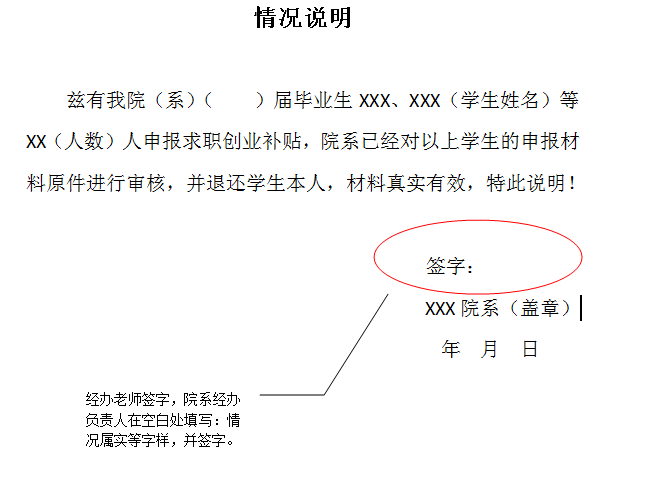 情况说明
兹有我院（系）（　　）届毕业生 XXX、XXX（学生姓名）等
XX（人数）人申报求职创业补贴，院系已经对以上学生的申报材
料原件进行审核，并退还学生本人，材料真实有效，特此说明！
签字：
XXX 院系（盖章）
年　月　日
经办老师签字，院系经办
负责人在空白处填写：情
况属实等字样，并签字。